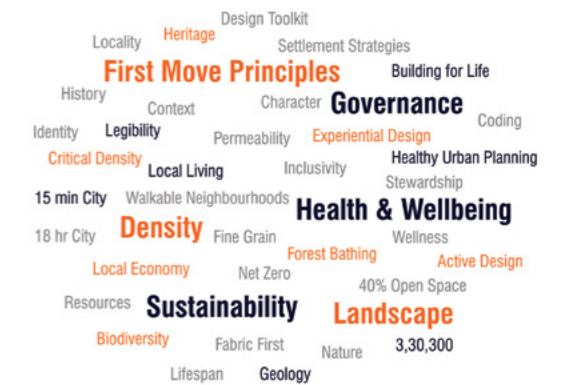 Design Toolkit
Locality
Heritage
Settlement Strategies
First Move Principles
Building for Life
History
Context
Character
Governance
Coding
Identity
Legibility
Permeability
Experiential Design
Critical Density
Local Living
Inclusivity
Healthy Urban Planning
Stewardship
15 min City
Walkable Neighbourhoods
Health & Wellbeing
18 hr City
Density
Fine Grain
Wellness
Forest Bathing
Active Design
Local Economy
Net Zero
40% Open Space
Resources
Sustainability
Landscape
Biodiversity
Fabric First
Nature
3,30,300
Lifespan
Geology